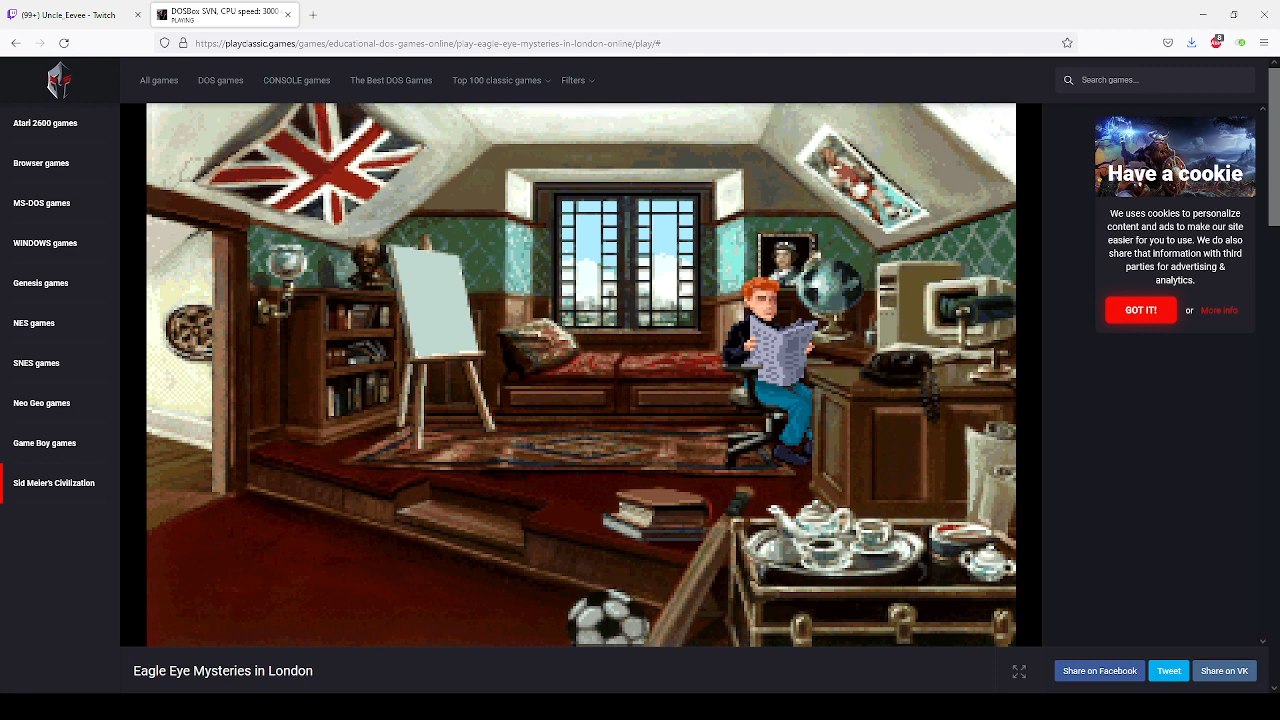 (99+) Uncle_Eevee - Twitch
DOSBox SVN, CPU speed: 3000
PLAYING
https://playclassic.games/games/educational-dos-games-online/play-eagle-eye-mysteries-in-london-online/play/#
8
All games
DOS games
CONSOLE games
The Best DOS Games
Top 100 classic games
Filters
Search games...
Atari 2600 games
Browser games
MS-DOS games
WINDOWS games
Genesis games
NES games
SNES games
Neo Geo games
Game Boy games
Sid Meier's Civilization
Have a cookie
We uses cookies to personalize
content and ads to make our site
easier for you to use. We do also
share that information with third
parties for advertising &
analytics.
GOT IT! or More info
Eagle Eye Mysteries in London
Share on Facebook
Tweet
Share on VK